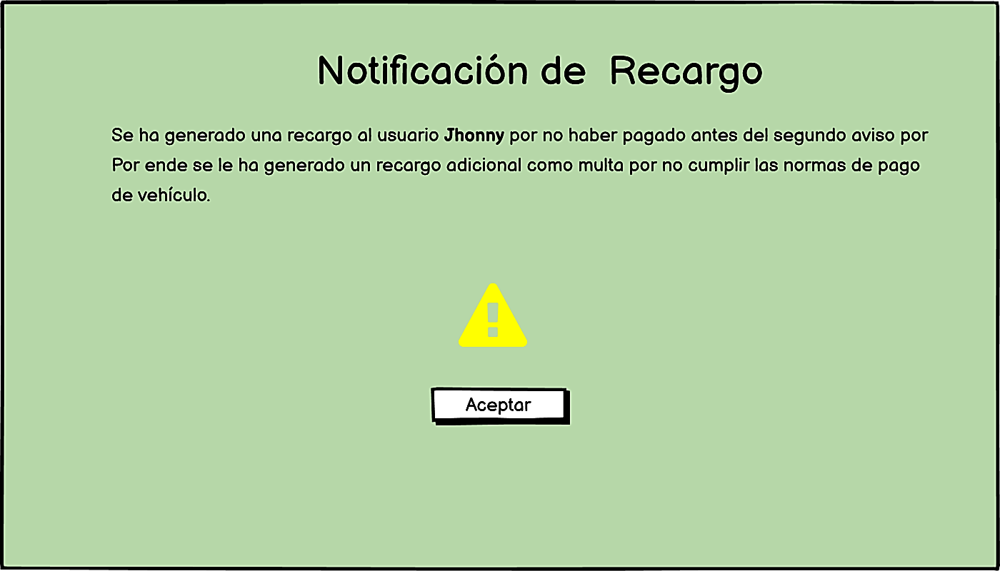 Notificación de  Recargo
Se ha generado una recargo al usuario Jhonny por no haber pagado antes del segundo aviso por
Por ende se le ha generado un recargo adicional como multa por no cumplir las normas de pago
de vehículo.
Aceptar